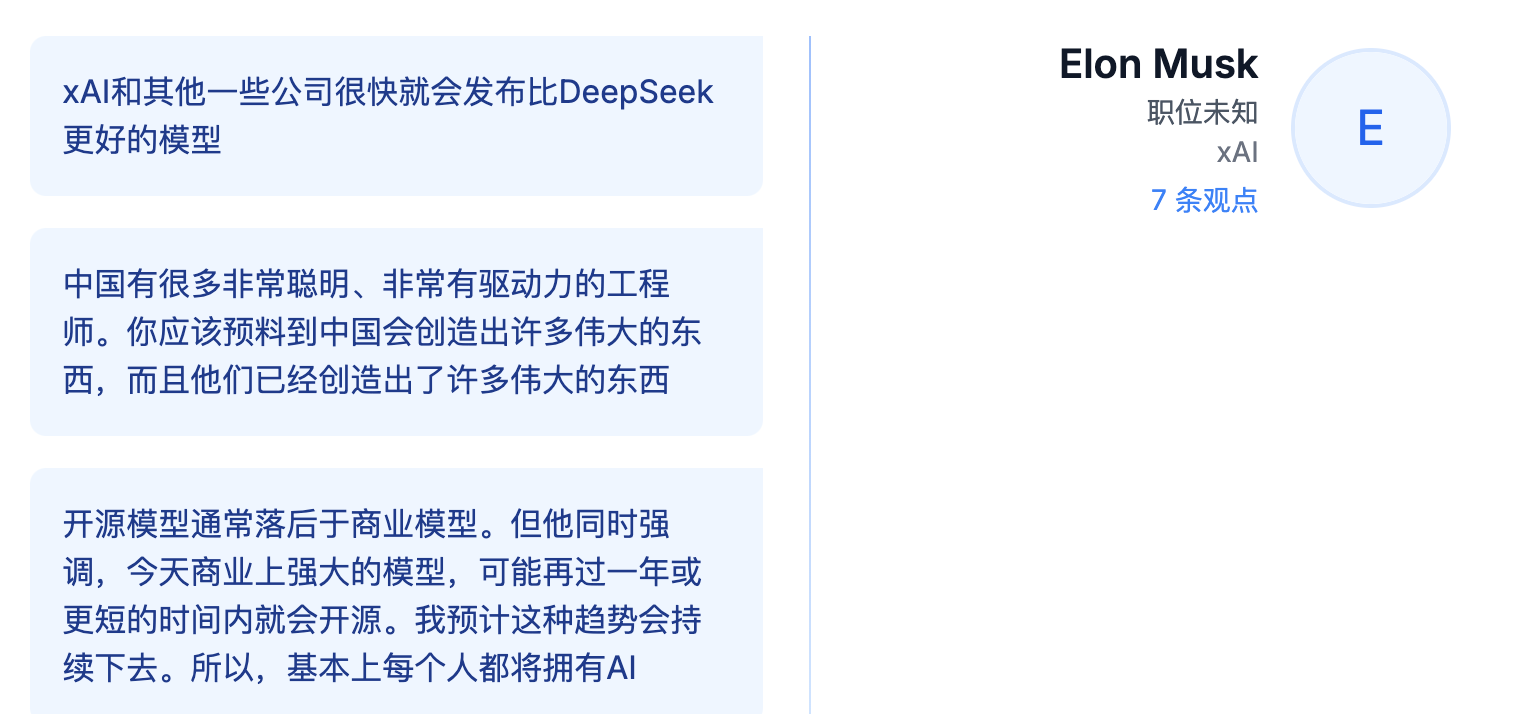 xAI和其他一些公司很快就会发布比DeepSeek
更好的模型
中国有很多非常聪明、非常有驱动力的工程
师。你应该预料到中国会创造出许多伟大的东
西，而且他们已经创造出了许多伟大的东西
开源模型通常落后于商业模型。但他同时强
调，今天商业上强大的模型，可能再过一年或
更短的时间内就会开源。我预计这种趋势会持
续下去。所以，基本上每个人都将拥有AI
Elon Musk
职位未知
xAI
7 条观点
E